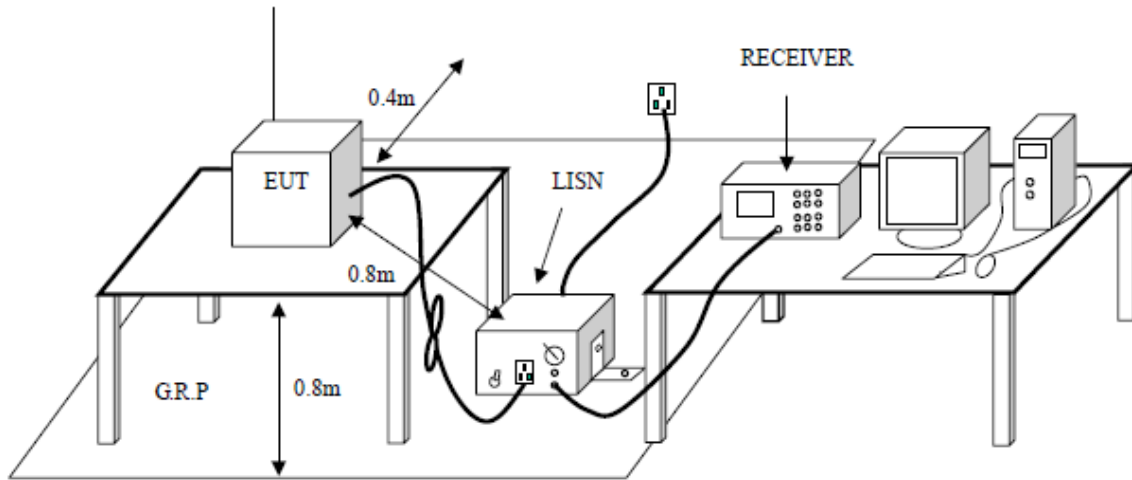 RECEIVER
0.4m
EUT
LISN
0.8m
G.R.P
0.8m